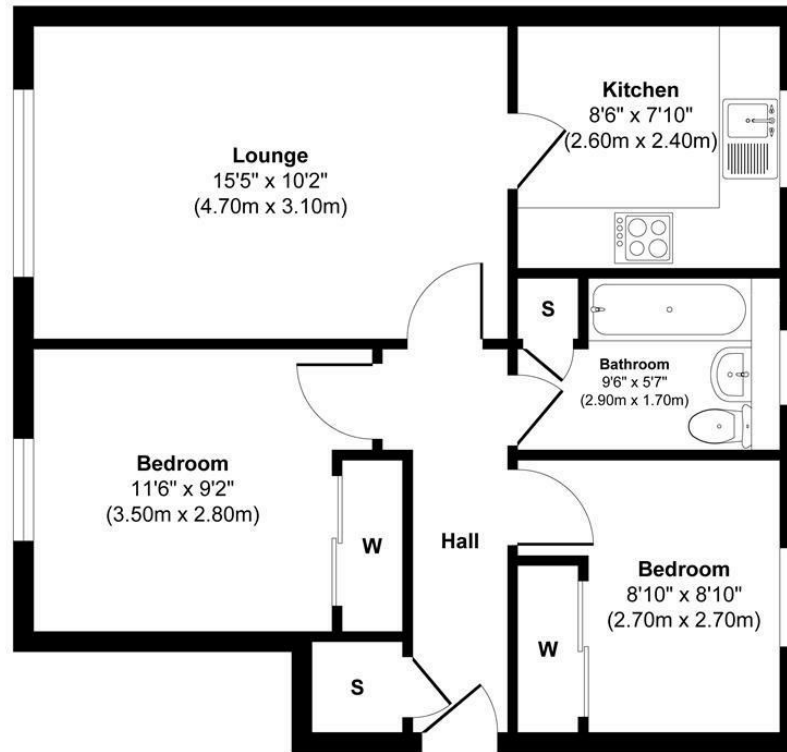 Lounge
15'5" x 10'2"
(4.70m x 3.10m)
Kitchen
8'6" x 7'10"
(2.60m x 2.40m)
S
Bathroom
9'6" x 5'7"
(2.90m x 1.70m)
Bedroom
11'6" x 9'2"
(3.50m x 2.80m)
W
Hall
Bedroom
8'10" x 8'10"
(2.70m x 2.70m)
W
S